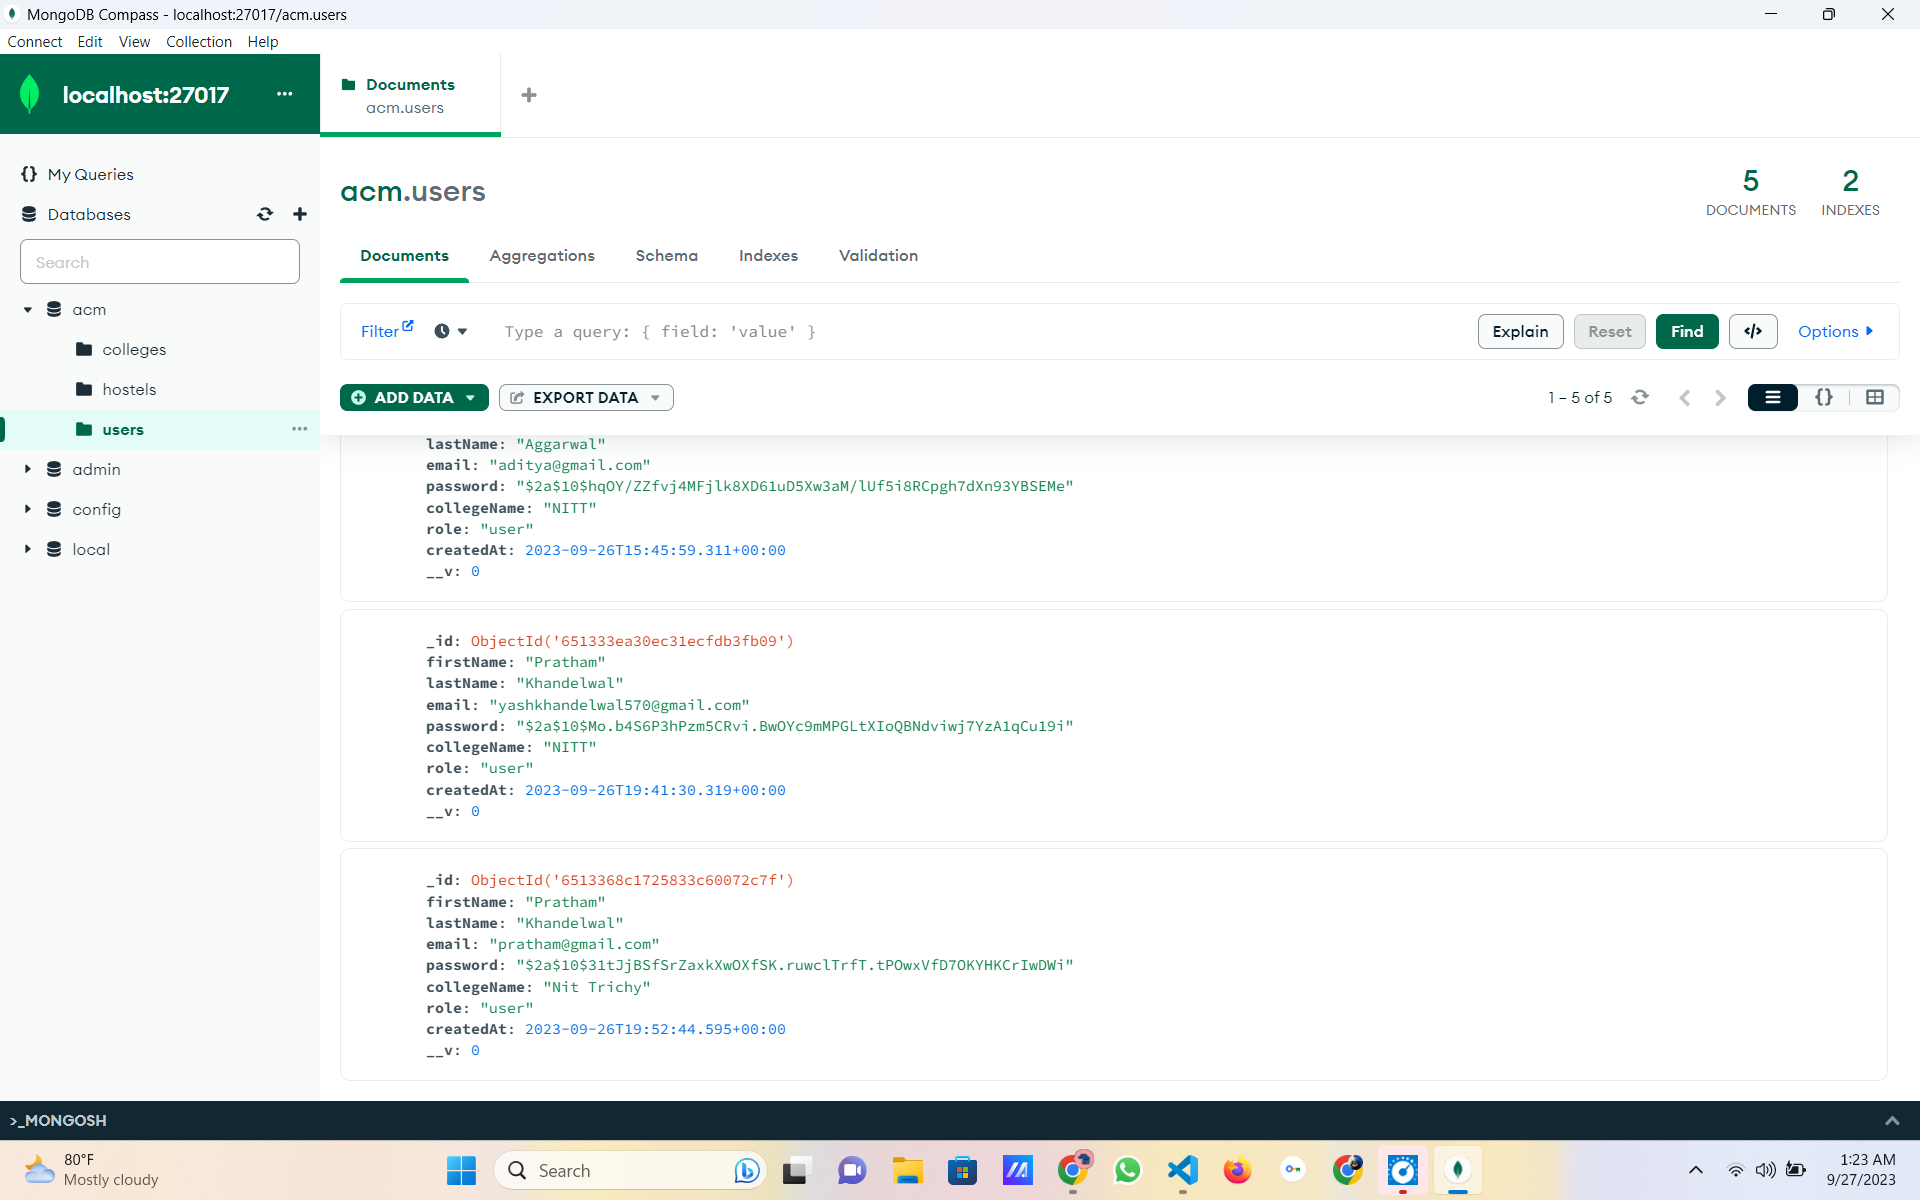 MongoDB Compass - localhost:27017/acm.users
Connect Edit View Collection Help
localhost:27017 ...
Documents
acm.users
My Queries
Databases
Search
acm
colleges
hostels
users
admin
config
local
acm.users
5
DOCUMENTS
2
INDEXES
Documents Aggregations Schema Indexes Validation
Filter Type a query: { field: 'value' } Explain Reset Find </> Options
ADD DATA EXPORT DATA 1 – 5 of 5 {}
lastName: "Aggarwal"
email: "aditya@gmail.com"
password: "$2a$10$hqOY/ZZfvj4MFjlk8XD61uD5Xw3aM/lUf5i8RCpgh7dXn93YBSEMe"
collegeName: "NITT"
role: "user"
createdAt: 2023-09-26T15:45:59.311+00:00
__v: 0
_id: ObjectId('651333ea30ec31ecfdb3fb09')
firstName: "Pratham"
lastName: "Khandelwal"
email: "yashkhandelwal570@gmail.com"
password: "$2a$10$Mo.b4S6P3hPzm5CRvi.BwOYc9mMPGLtXIoQBNdviwj7YzA1qCu19i"
collegeName: "NITT"
role: "user"
createdAt: 2023-09-26T19:41:30.319+00:00
__v: 0
_id: ObjectId('6513368c1725833c60072c7f')
firstName: "Pratham"
lastName: "Khandelwal"
email: "pratham@gmail.com"
password: "$2a$10$31tJjBSfSrZaxkXwOXfSK.ruwclTrfT.tPOwxVfD7OKYHKCrIwDWi"
collegeName: "Nit Trichy"
role: "user"
createdAt: 2023-09-26T19:52:44.595+00:00
__v: 0
>_MONGOSH
80°F
Mostly cloudy
Search
1:23 AM
9/27/2023